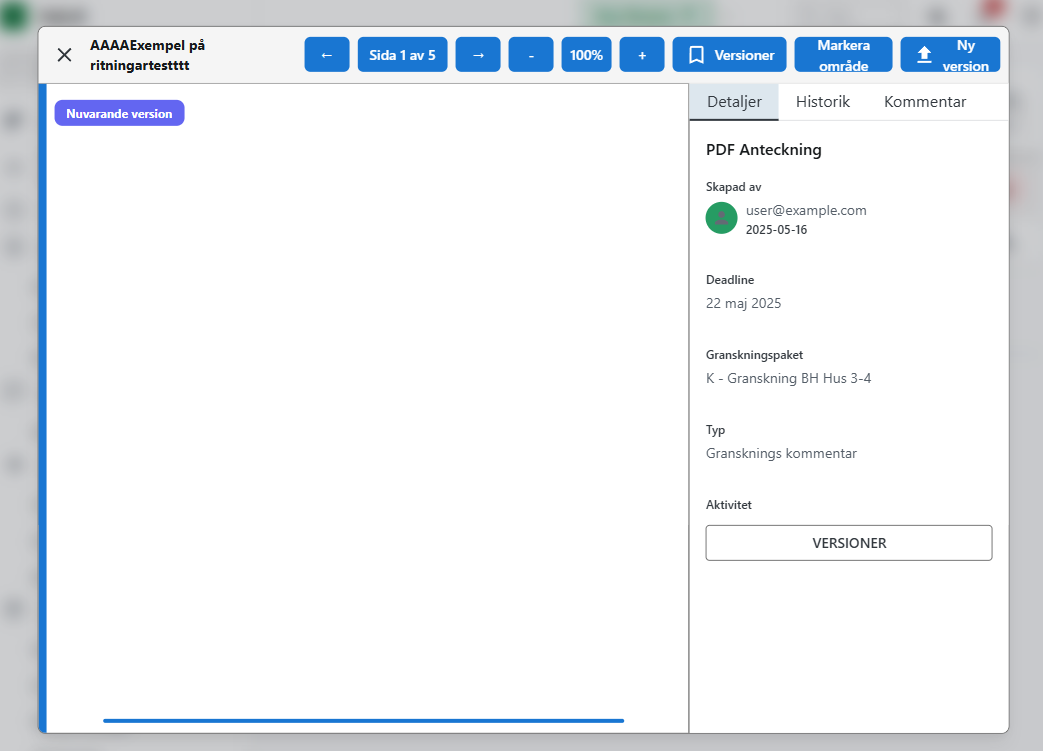 AAAAExempel på
ritningartestttt
←
Sida 1 av 5
→
-
100%
+
Versioner
Markera
område
Ny
version
Nuvarande version
Detaljer
Historik
Kommentar
PDF Anteckning
Skapad av
user@example.com
2025-05-16
Deadline
22 maj 2025
Granskningspaket
K - Granskning BH Hus 3-4
Typ
Gransknings kommentar
Aktivitet
VERSIONER